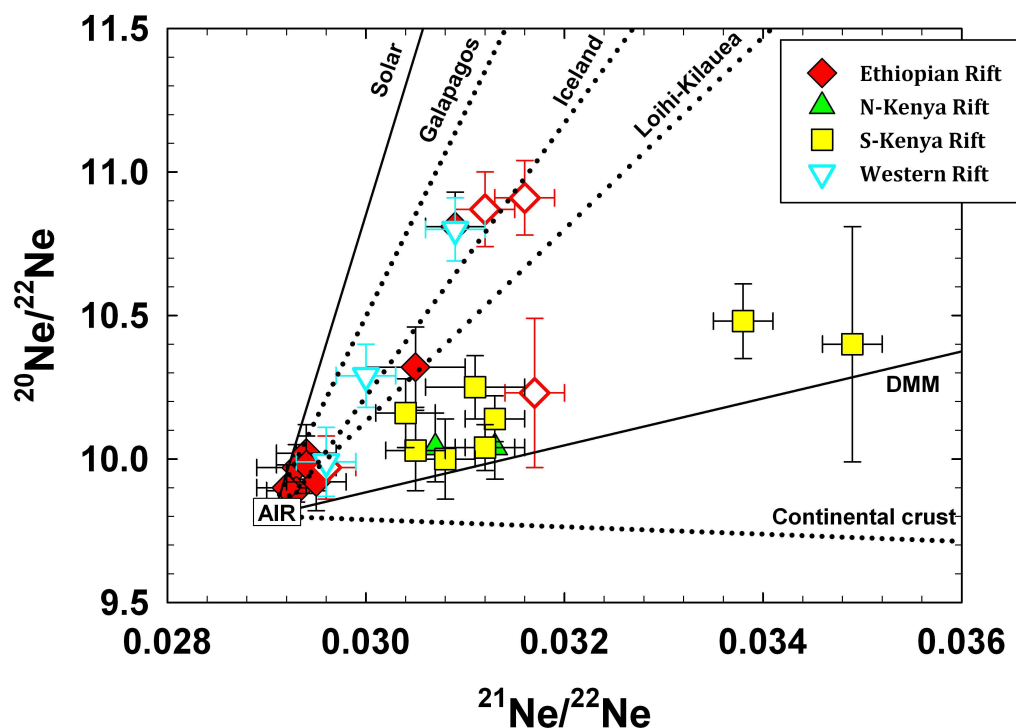 11.5
11.0
10.5
10.0
9.5
20Ne/22Ne
Solar
Galapagos
Iceland
Loihi-Kilauea
Ethiopian Rift
N-Kenya Rift
S-Kenya Rift
Western Rift
DMM
AIR
Continental crust
0.028
0.030
0.032
0.034
0.036
21Ne/22Ne